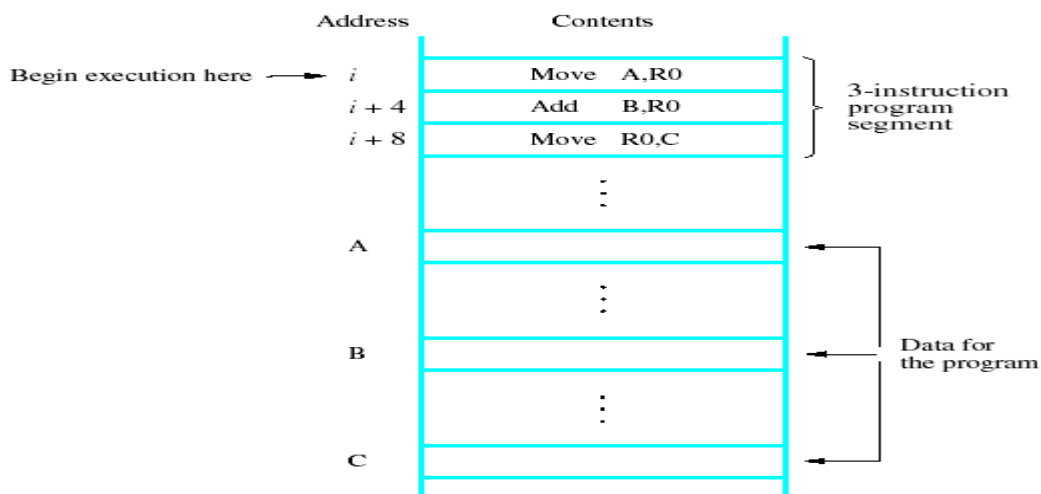 Address Contents
Begin execution here i Move A,R0
i + 4 Add B,R0
i + 8 Move R0,C
3-instruction
program
segment
A
B
Data for
the program
C